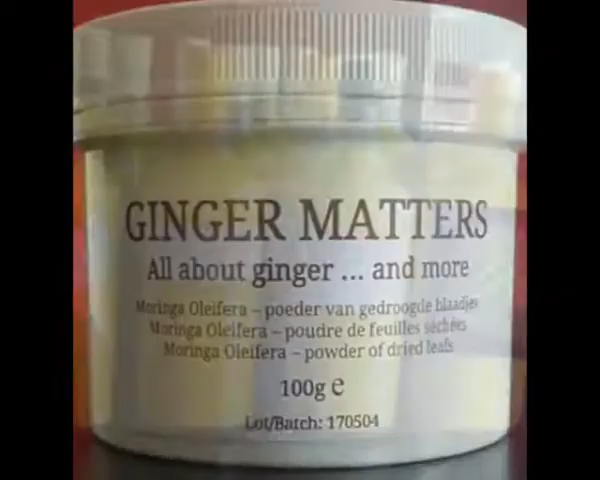 GINGER MATTERS
All about ginger ... and more
Moringa Oleifera – poeder van gedroogde blaadjes
Moringa Oleifera – poudre de feuilles séchées
Moringa Oleifera – powder of dried leafs
100g e
Lot/Batch: 170504